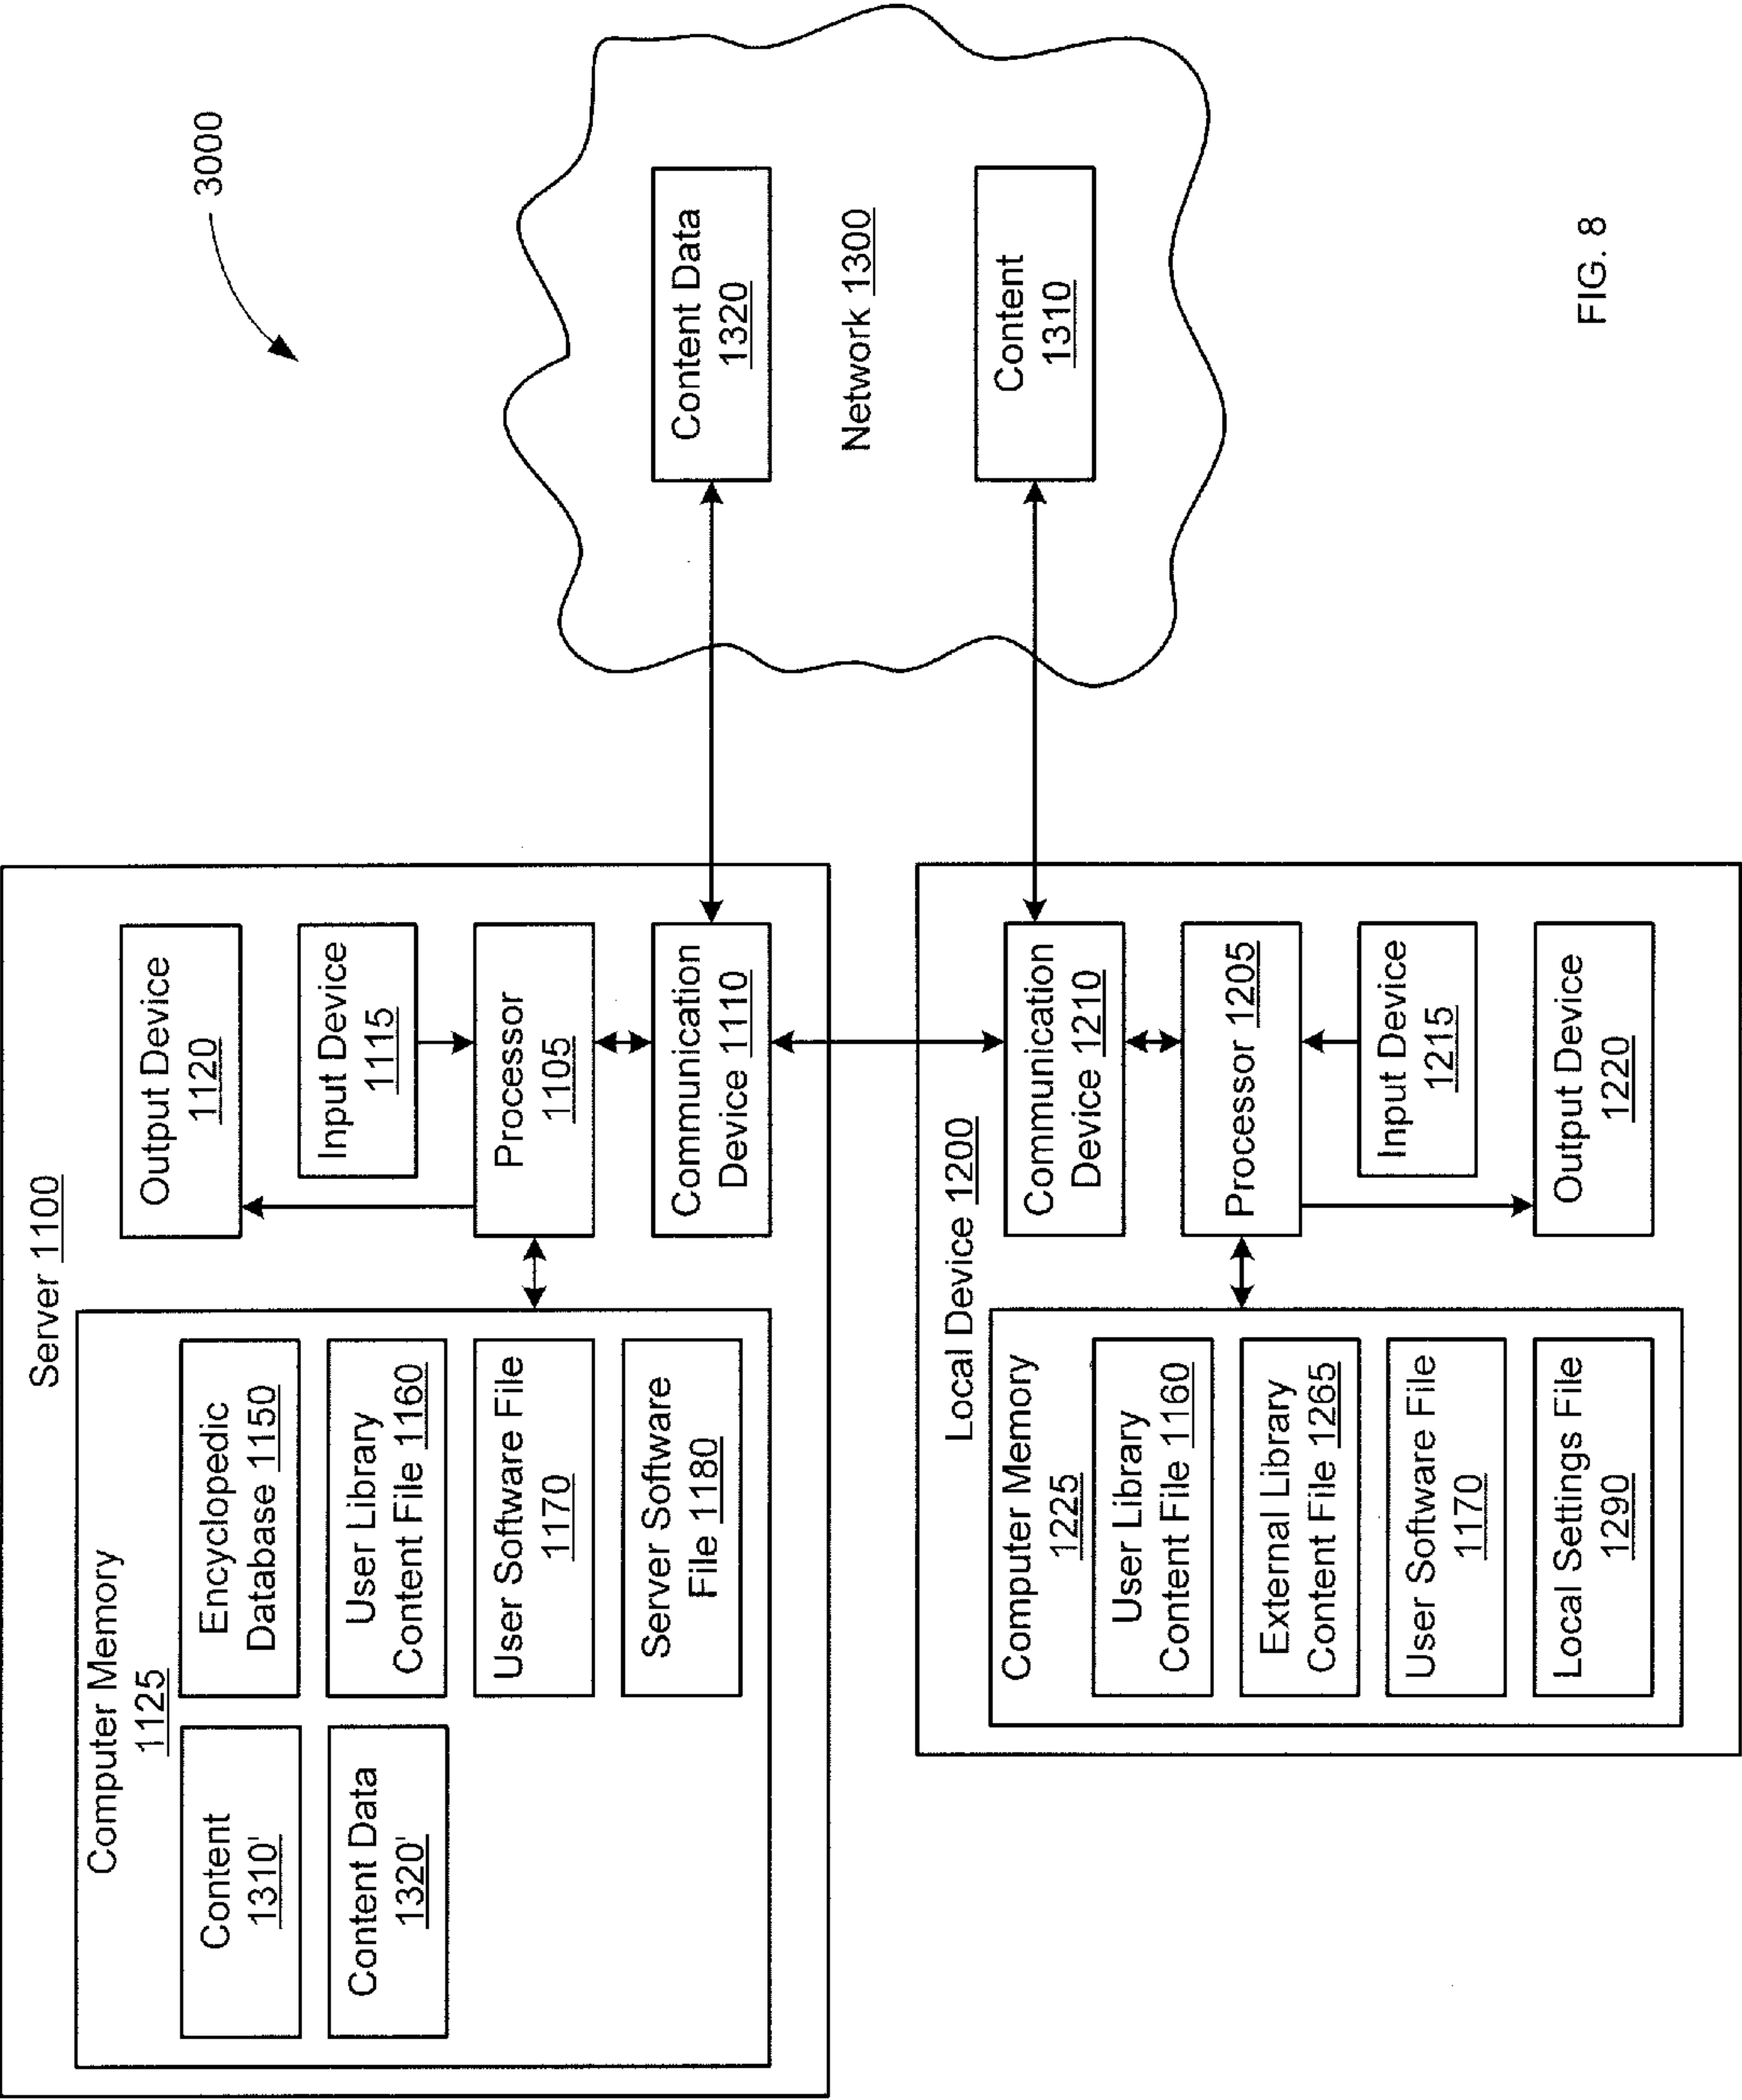 3000
Server 1100
Computer Memory
1125
Content
1310'
Content Data
1320'
Encyclopedic
Database 1150
User Library
Content File 1160
User Software File
1170
Server Software
File 1180
Output Device
1120
Input Device
1115
Processor
1105
Communication
Device 1110
Content Data
1320
Network 1300
Content
1310
Local Device 1200
Computer Memory
1225
User Library
Content File 1160
External Library
Content File 1265
User Software File
1170
Local Settings File
1290
Communication
Device 1210
Processor 1205
Input Device
1215
Output Device
1220
FIG. 8